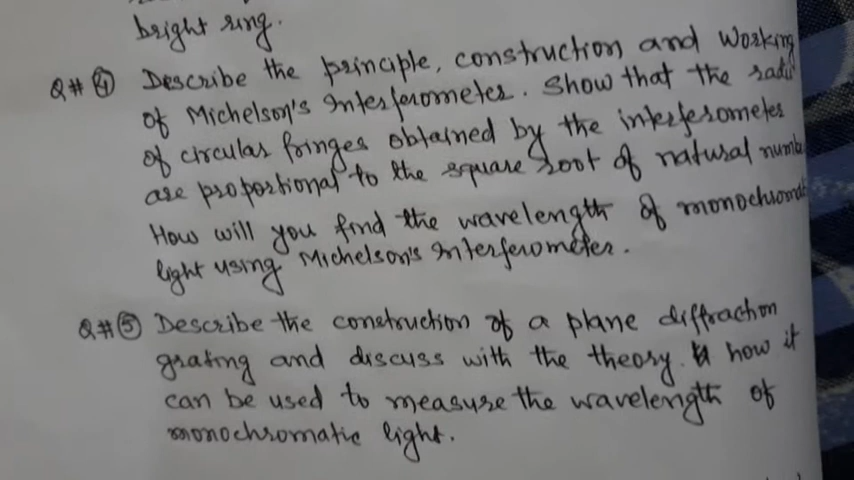 bright ring.
Q# ④ Describe the principle, construction and working
of Michelson's Interferometer. Show that the radii
of circular fringes obtained by the interferometer
are proportional to the square root of natural numbe
How will you find the wavelength of monochromat
light using Michelson's Interferometer.
Q# ⑤ Describe the construction of a plane diffraction
grating and discuss with the theory how it
can be used to measure the wavelength of
monochromatic light.